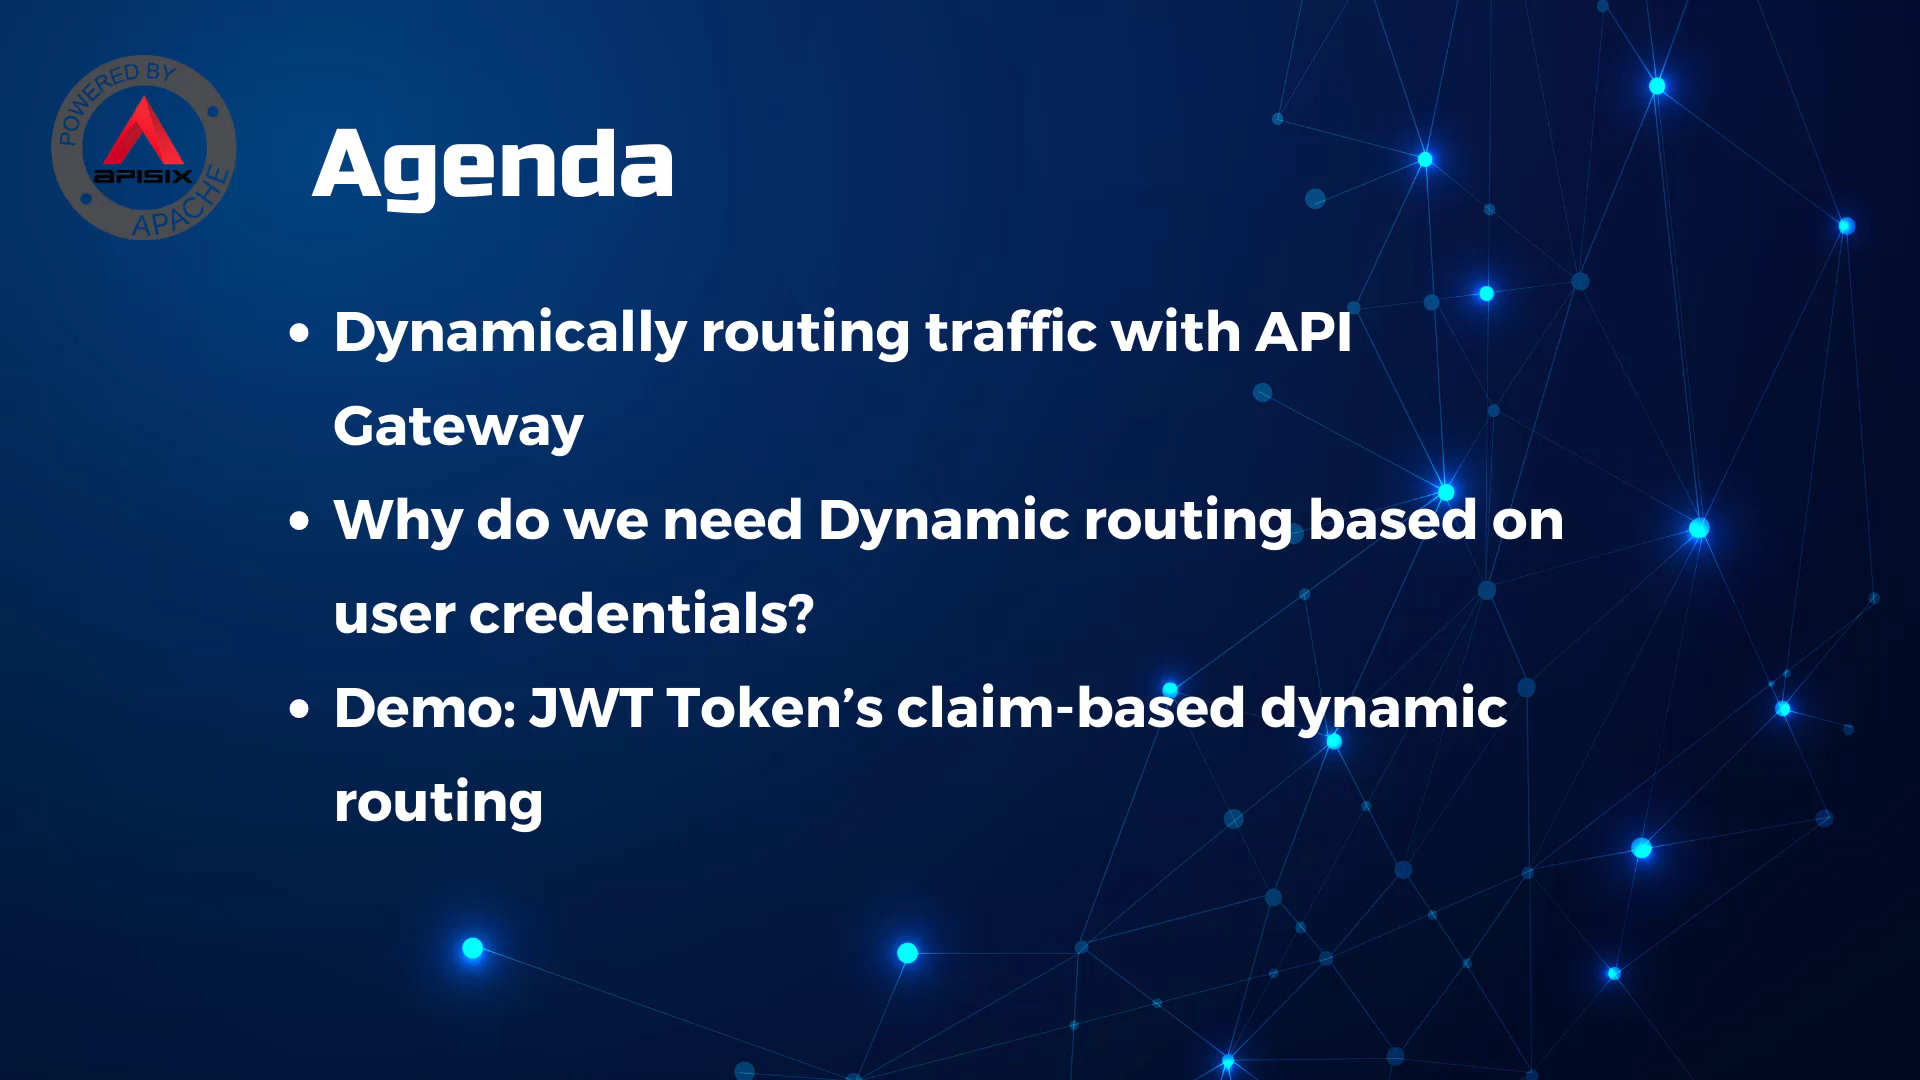 POWERED BY
APISIX
APACHE
Agenda
• Dynamically routing traffic with API
Gateway
• Why do we need Dynamic routing based on
user credentials?
• Demo: JWT Token’s claim-based dynamic
routing